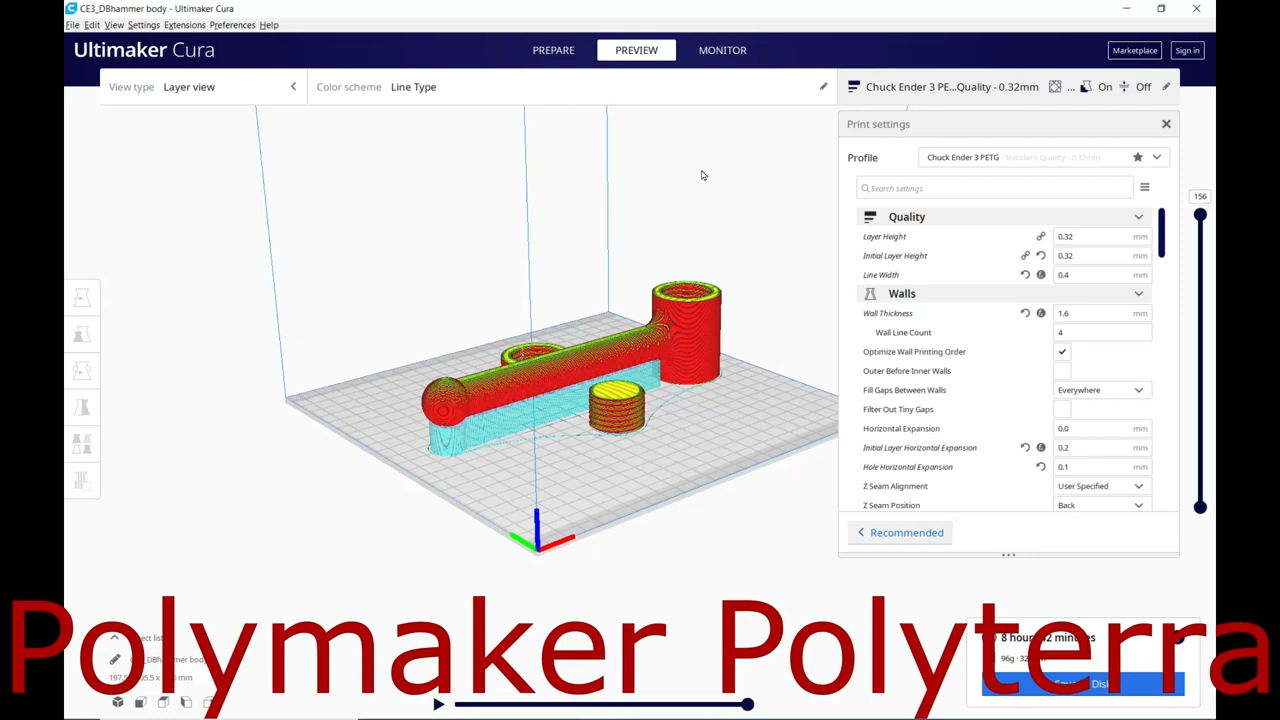 CE3_DBhammer body - Ultimaker Cura
File Edit View Settings Extensions Preferences Help
Ultimaker Cura
PREPARE PREVIEW MONITOR
Marketplace Sign in
View type Layer view
Color scheme Line Type
Chuck Ender 3 PE...Quality - 0.32mm ... On Off
Print settings
Profile Chuck Ender 3 PETG - Standard Quality - 0.32mm
Search settings
156
Quality
Layer Height 0.32 mm
Initial Layer Height 0.32 mm
Line Width 0.4 mm
Walls
Wall Thickness 1.6 mm
Wall Line Count 4
Optimize Wall Printing Order
Outer Before Inner Walls
Fill Gaps Between Walls Everywhere
Filter Out Tiny Gaps
Horizontal Expansion 0.0 mm
Initial Layer Horizontal Expansion 0.2 mm
Hole Horizontal Expansion 0.1 mm
Z Seam Alignment User Specified
Z Seam Position Back
Recommended
Polymaker Polyterra